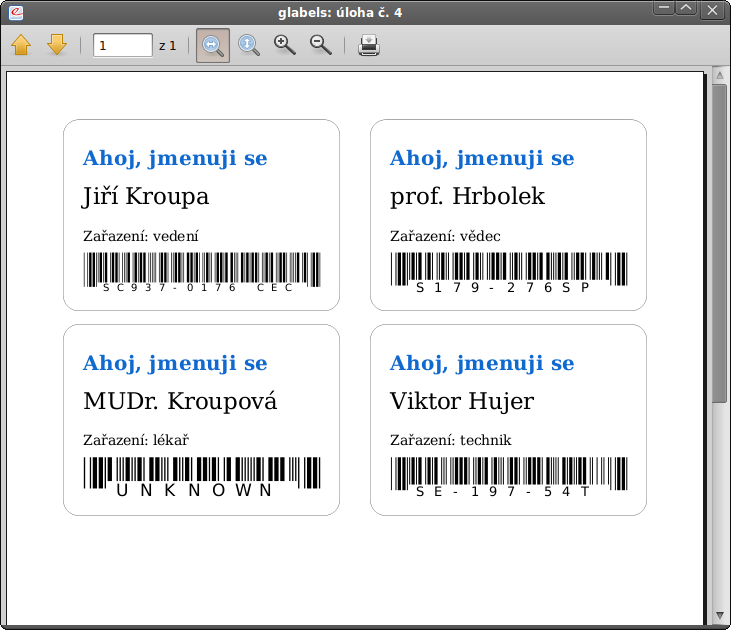 glabels: úloha č. 4
1 z 1
Ahoj, jmenuji se
Jiří Kroupa
Zařazení: vedení
SC937-0176 CEC
Ahoj, jmenuji se
prof. Hrbolek
Zařazení: vědec
S179-276SP
Ahoj, jmenuji se
MUDr. Kroupová
Zařazení: lékař
UNKNOWN
Ahoj, jmenuji se
Viktor Hujer
Zařazení: technik
SE-197-54T